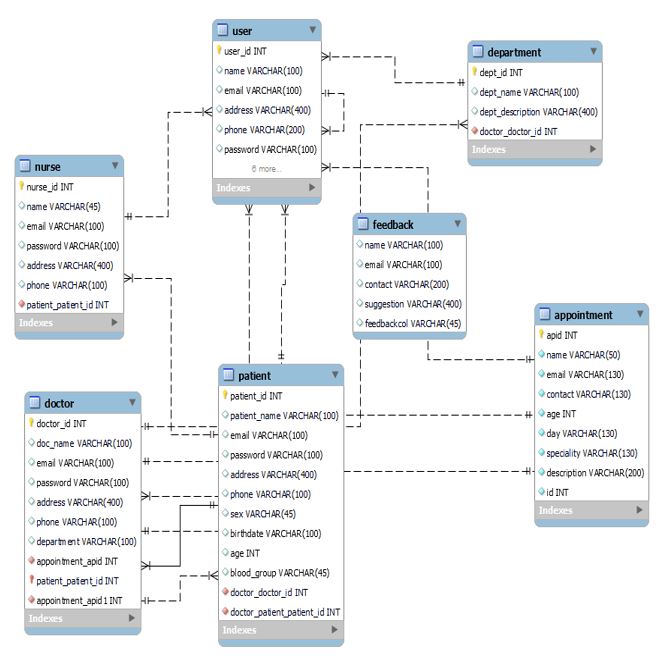 user
user_id INT
name VARCHAR(100)
email VARCHAR(100)
address VARCHAR(400)
phone VARCHAR(200)
password VARCHAR(100)
6 more...
Indexes
department
dept_id INT
dept_name VARCHAR(100)
dept_description VARCHAR(400)
doctor_doctor_id INT
Indexes
nurse
nurse_id INT
name VARCHAR(45)
email VARCHAR(100)
password VARCHAR(100)
address VARCHAR(400)
phone VARCHAR(100)
patient_patient_id INT
Indexes
feedback
name VARCHAR(100)
email VARCHAR(100)
contact VARCHAR(200)
suggestion VARCHAR(400)
feedbackcol VARCHAR(45)
Indexes
appointment
apid INT
name VARCHAR(50)
email VARCHAR(130)
contact VARCHAR(130)
age INT
day VARCHAR(130)
speciality VARCHAR(130)
description VARCHAR(200)
id INT
Indexes
patient
patient_id INT
patient_name VARCHAR(100)
email VARCHAR(100)
password VARCHAR(100)
address VARCHAR(400)
phone VARCHAR(100)
sex VARCHAR(45)
birthdate VARCHAR(100)
age INT
blood_group VARCHAR(45)
doctor_doctor_id INT
doctor_patient_patient_id INT
Indexes
doctor
doctor_id INT
doc_name VARCHAR(100)
email VARCHAR(100)
password VARCHAR(100)
address VARCHAR(400)
phone VARCHAR(100)
department VARCHAR(100)
appointment_apid INT
patient_patient_id INT
appointment_apid1 INT
Indexes